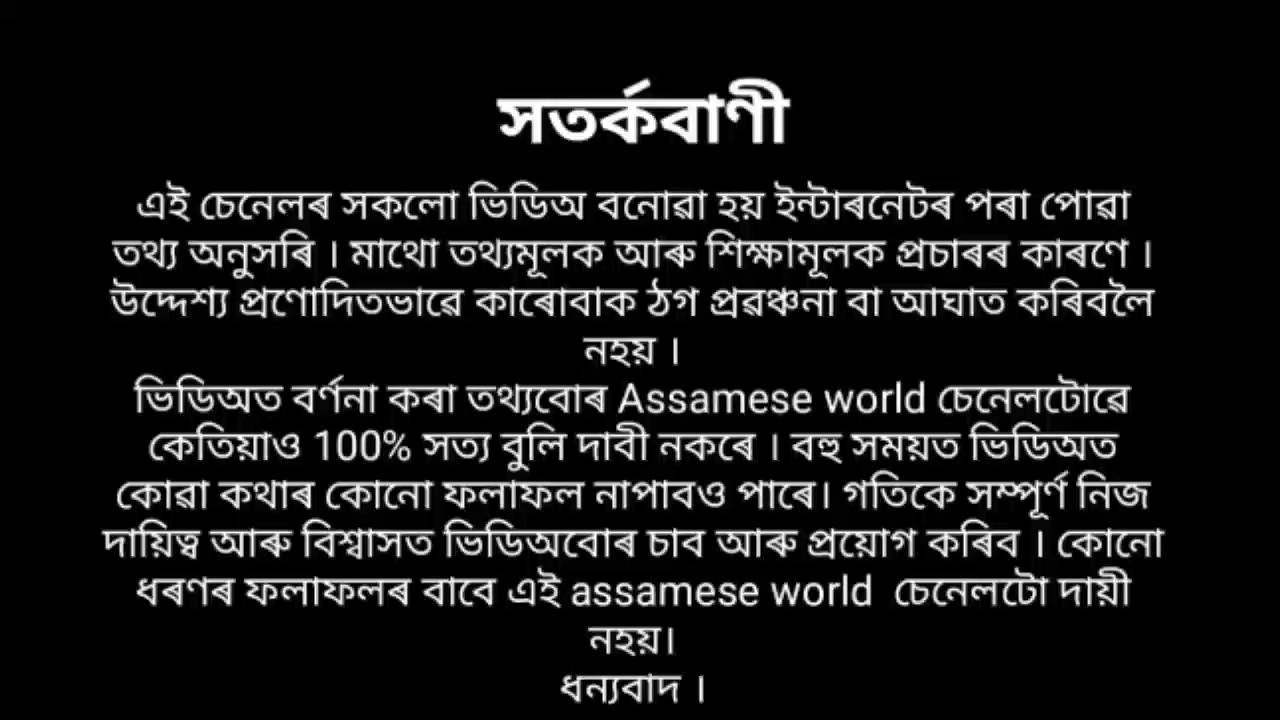 সতৰ্কবাণী
এই চেনেলৰ সকলো ভিডিঅ বনোৱা হয় ইন্টাৰনেটৰ পৰা পোৱা
তথ্য অনুসৰি । মাথো তথ্যমূলক আৰু শিক্ষামূলক প্ৰচাৰৰ কাৰণে ।
উদ্দেশ্য প্ৰণোদিতভাৱে কাৰোবাক ঠগ প্ৰৱঞ্চনা বা আঘাত কৰিবলৈ
নহয় ।
ভিডিঅত বৰ্ণনা কৰা তথ্যবোৰ Assamese world চেনেলটোৱে
কেতিয়াও 100% সত্য বুলি দাবী নকৰে । বহু সময়ত ভিডিঅত
কোৱা কথাৰ কোনো ফলাফল নাপাবও পাৰে। গতিকে সম্পূৰ্ণ নিজ
দায়িত্ব আৰু বিশ্বাসত ভিডিঅবোৰ চাব আৰু প্ৰয়োগ কৰিব । কোনো
ধৰণৰ ফলাফলৰ বাবে এই assamese world চেনেলটো দায়ী
নহয়।
ধন্যবাদ ।